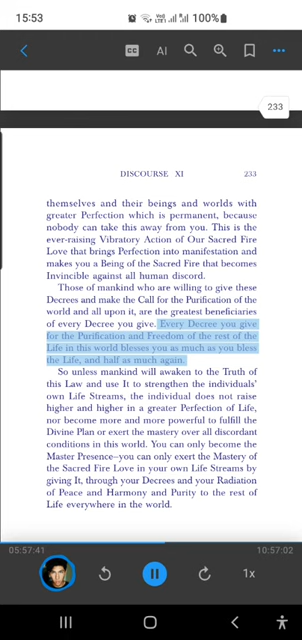 15:53
100%
CC
AI
233
DISCOURSE XI 233
themselves and their beings and worlds with
greater Perfection which is permanent, because
nobody can take this away from you. This is the
ever-raising Vibratory Action of Our Sacred Fire
Love that brings Perfection into manifestation and
makes you a Being of the Sacred Fire that becomes
Invincible against all human discord.
Those of mankind who are willing to give these
Decrees and make the Call for the Purification of the
world and all upon it, are the greatest beneficiaries
of every Decree you give. Every Decree you give
for the Purification and Freedom of the rest of the
Life in this world blesses you as much as you bless
the Life, and half as much again.
So unless mankind will awaken to the Truth of
this Law and use It to strengthen the individuals'
own Life Streams, the individual does not raise
higher and higher in a greater Perfection of Life,
nor become more and more powerful to fulfill the
Divine Plan or exert the mastery over all discordant
conditions in this world. You can only become the
Master Presence–you can only exert the Mastery of
the Sacred Fire Love in your own Life Streams by
giving It, through your Decrees and your Radiation
of Peace and Harmony and Purity to the rest of
Life everywhere in the world.
05:57:41 10:57:02
1x